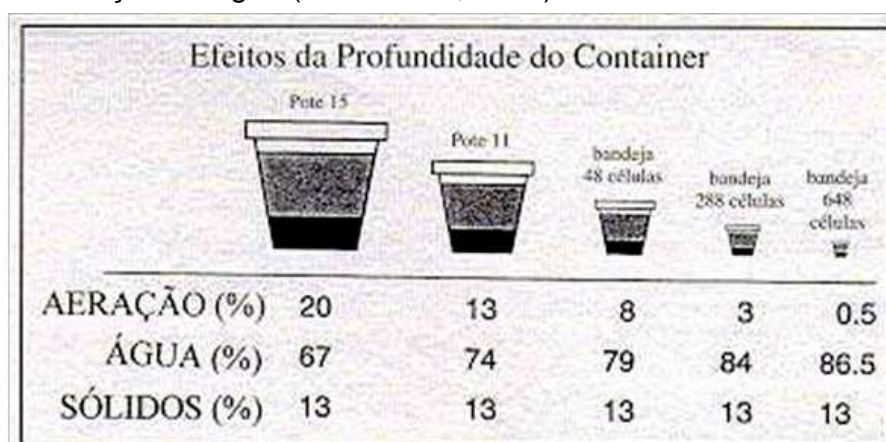 Efeitos da Profundidade do Container
Pote 15
Pote 11
bandeja
48 células
bandeja
288 células
bandeja
648
células
AERAÇÃO (%) 20 13 8 3 0.5
ÁGUA (%) 67 74 79 84 86.5
SÓLIDOS (%) 13 13 13 13 13